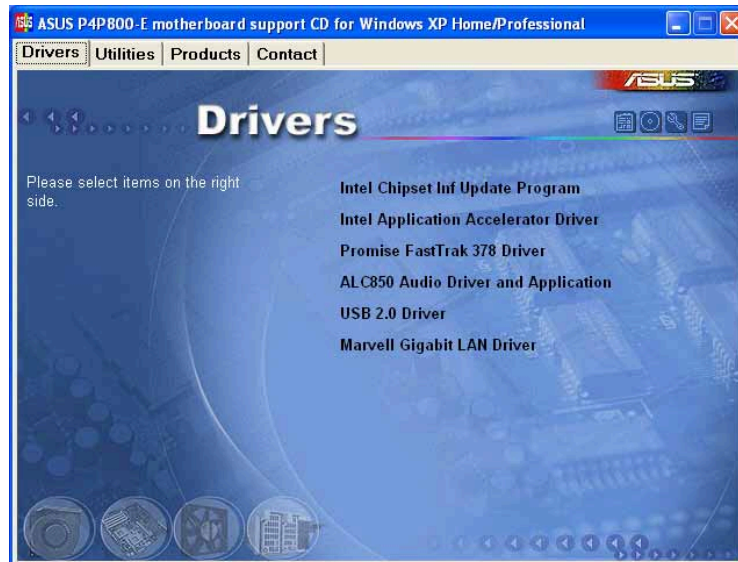 ASUS P4P800-E motherboard support CD for Windows XP Home/Professional
Drivers Utilities Products Contact
ASUS
Drivers
Please select items on the right
side.
Intel Chipset Inf Update Program
Intel Application Accelerator Driver
Promise FastTrak 378 Driver
ALC850 Audio Driver and Application
USB 2.0 Driver
Marvell Gigabit LAN Driver